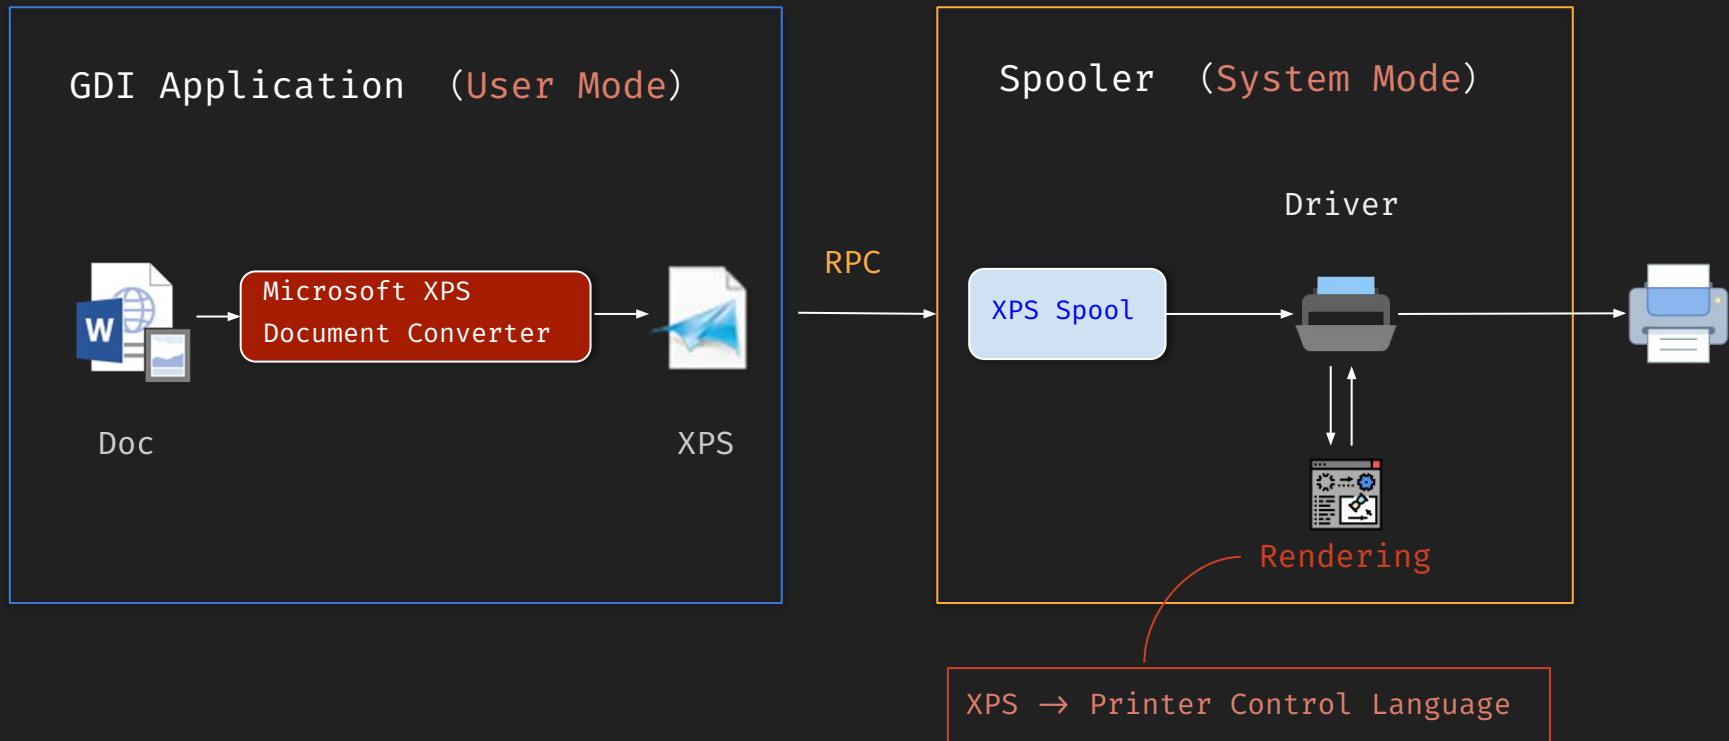 GDI Application （User Mode）
Spooler （System Mode）
Driver
RPC
W
Microsoft XPS
Document Converter
XPS Spool
Doc
XPS
Rendering
XPS → Printer Control Language